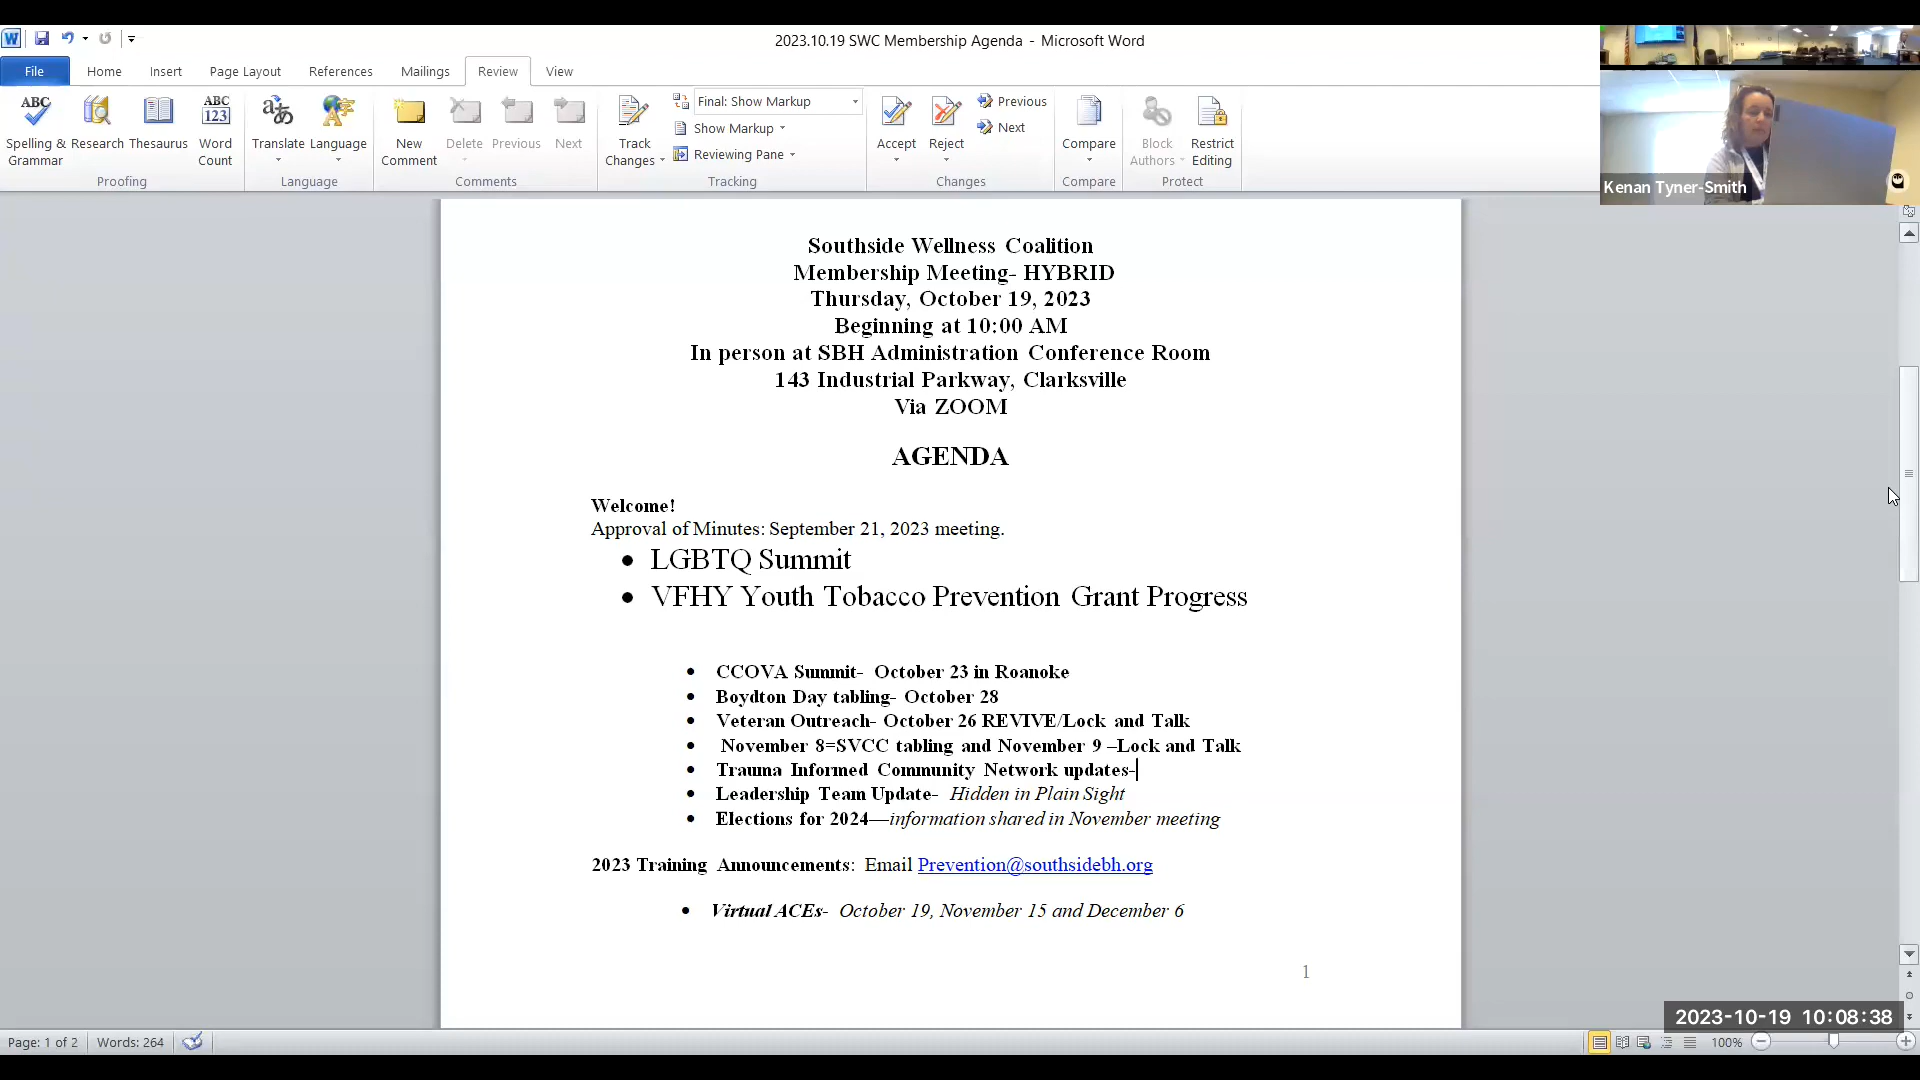 2023.10.19 SWC Membership Agenda - Microsoft Word
File Home Insert Page Layout References Mailings Review View
ABC Spelling & Grammar Research Thesaurus ABC 123 Word Count
Proofing
Translate Language
Language
New Comment Delete Previous Next
Comments
Track Changes
Final: Show Markup
Show Markup
Reviewing Pane
Tracking
Accept Reject
Previous
Next
Changes
Compare
Compare
Block Authors Restrict Editing
Protect
Kenan Tyner-Smith
Southside Wellness Coalition
Membership Meeting- HYBRID
Thursday, October 19, 2023
Beginning at 10:00 AM
In person at SBH Administration Conference Room
143 Industrial Parkway, Clarksville
Via ZOOM
AGENDA
Welcome!
Approval of Minutes: September 21, 2023 meeting.
• LGBTQ Summit
• VFHY Youth Tobacco Prevention Grant Progress
• CCOVA Summit- October 23 in Roanoke
• Boydton Day tabling- October 28
• Veteran Outreach- October 26 REVIVE/Lock and Talk
• November 8=SVCC tabling and November 9 –Lock and Talk
• Trauma Informed Community Network updates-
• Leadership Team Update- Hidden in Plain Sight
• Elections for 2024—information shared in November meeting
2023 Training Announcements: Email Prevention@southsidebh.org
• Virtual ACEs- October 19, November 15 and December 6
1
2023-10-19 10:08:38
Page: 1 of 2 Words: 264 100%